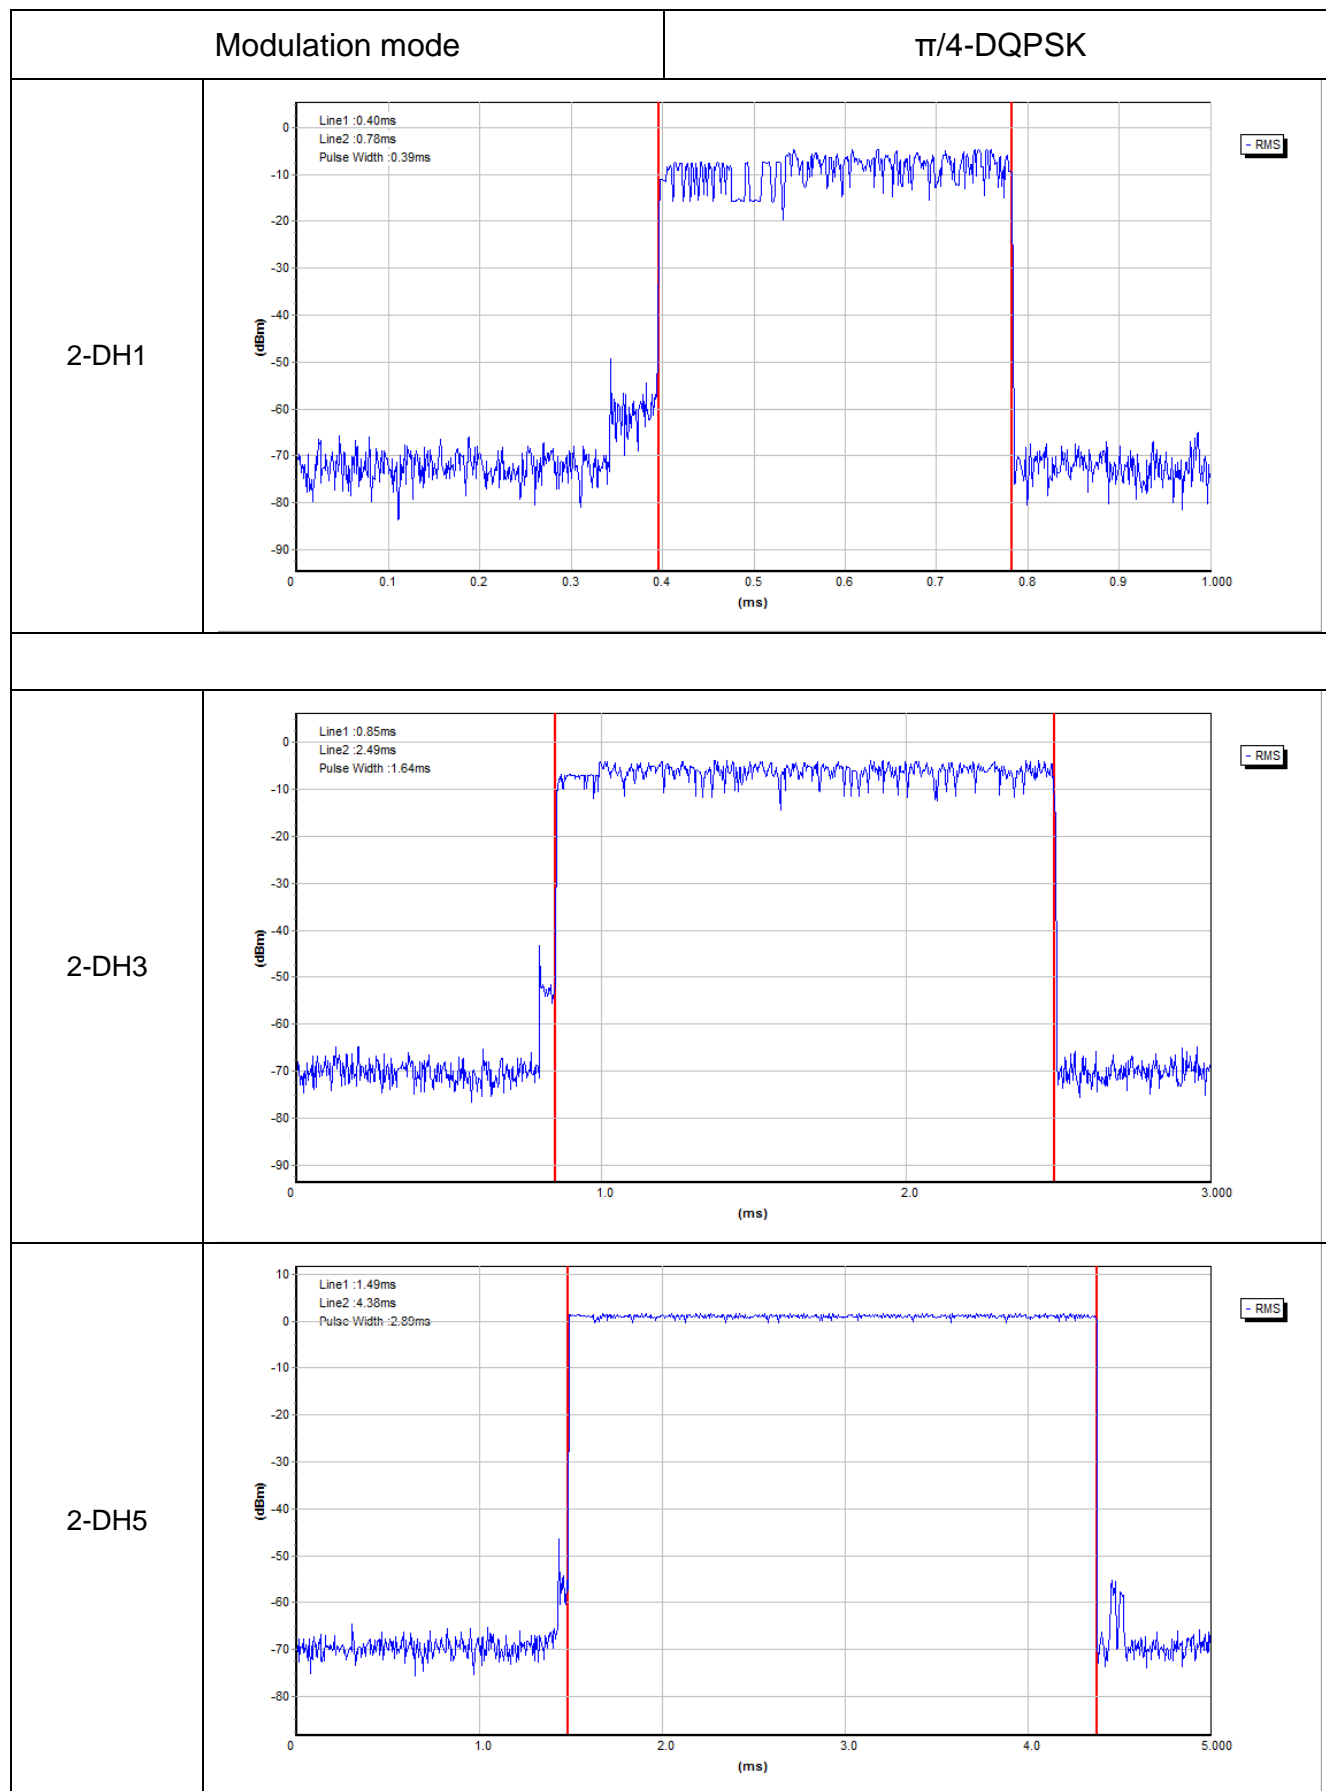 Modulation mode
π/4-DQPSK
2-DH1
Line1 :0.40ms
Line2 :0.78ms
Pulse Width :0.39ms
- RMS
0
-10
-20
-30
-40
-50
-60
-70
-80
-90
(dBm)
0 0.1 0.2 0.3 0.4 0.5 0.6 0.7 0.8 0.9 1.000
(ms)
2-DH3
Line1 :0.85ms
Line2 :2.49ms
Pulse Width :1.64ms
- RMS
0
-10
-20
-30
-40
-50
-60
-70
-80
-90
(dBm)
0 1.0 2.0 3.000
(ms)
2-DH5
Line1 :1.49ms
Line2 :4.38ms
Pulse Width :2.89ms
- RMS
10
0
-10
-20
-30
-40
-50
-60
-70
-80
(dBm)
0 1.0 2.0 3.0 4.0 5.000
(ms)